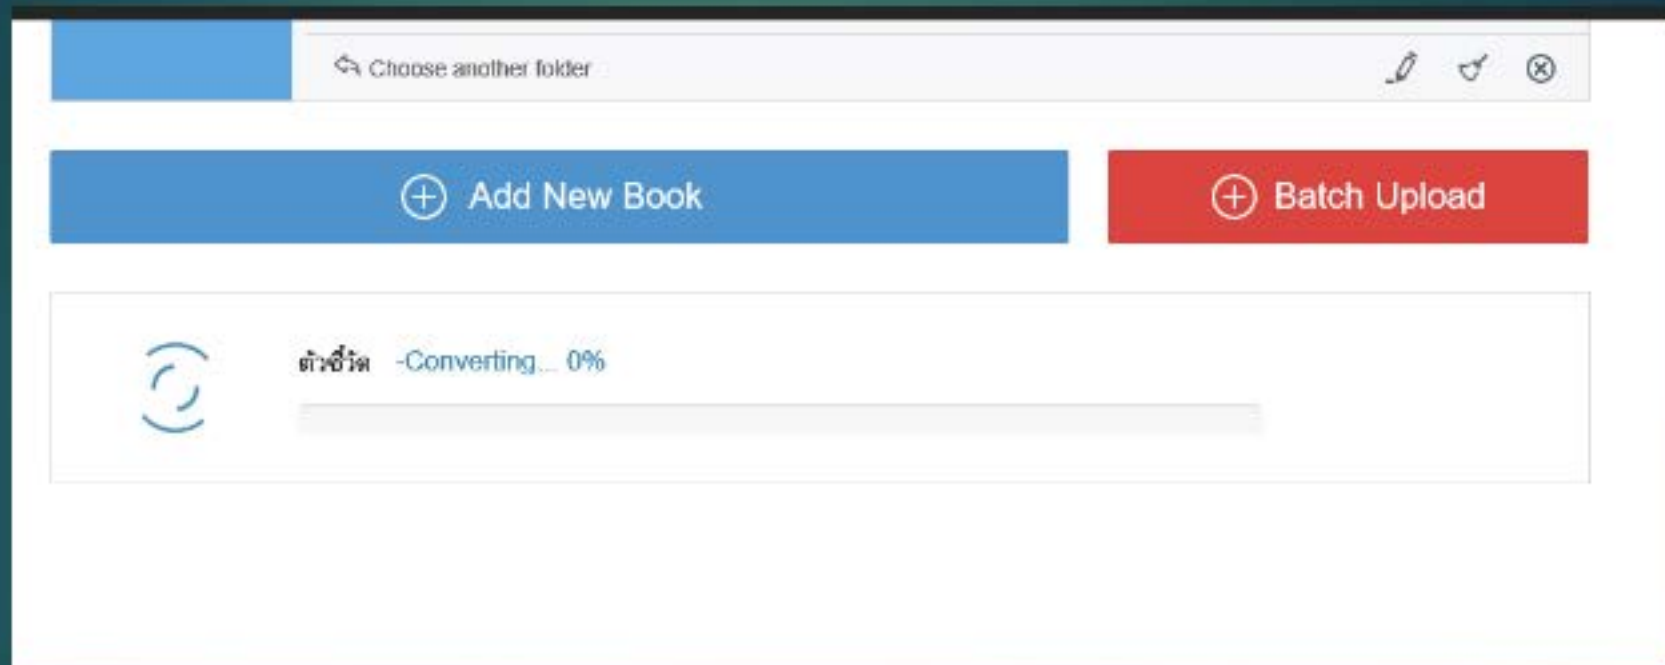 Choose another folder
Add New Book
Batch Upload
ตัวชี้วัด -Converting... 0%